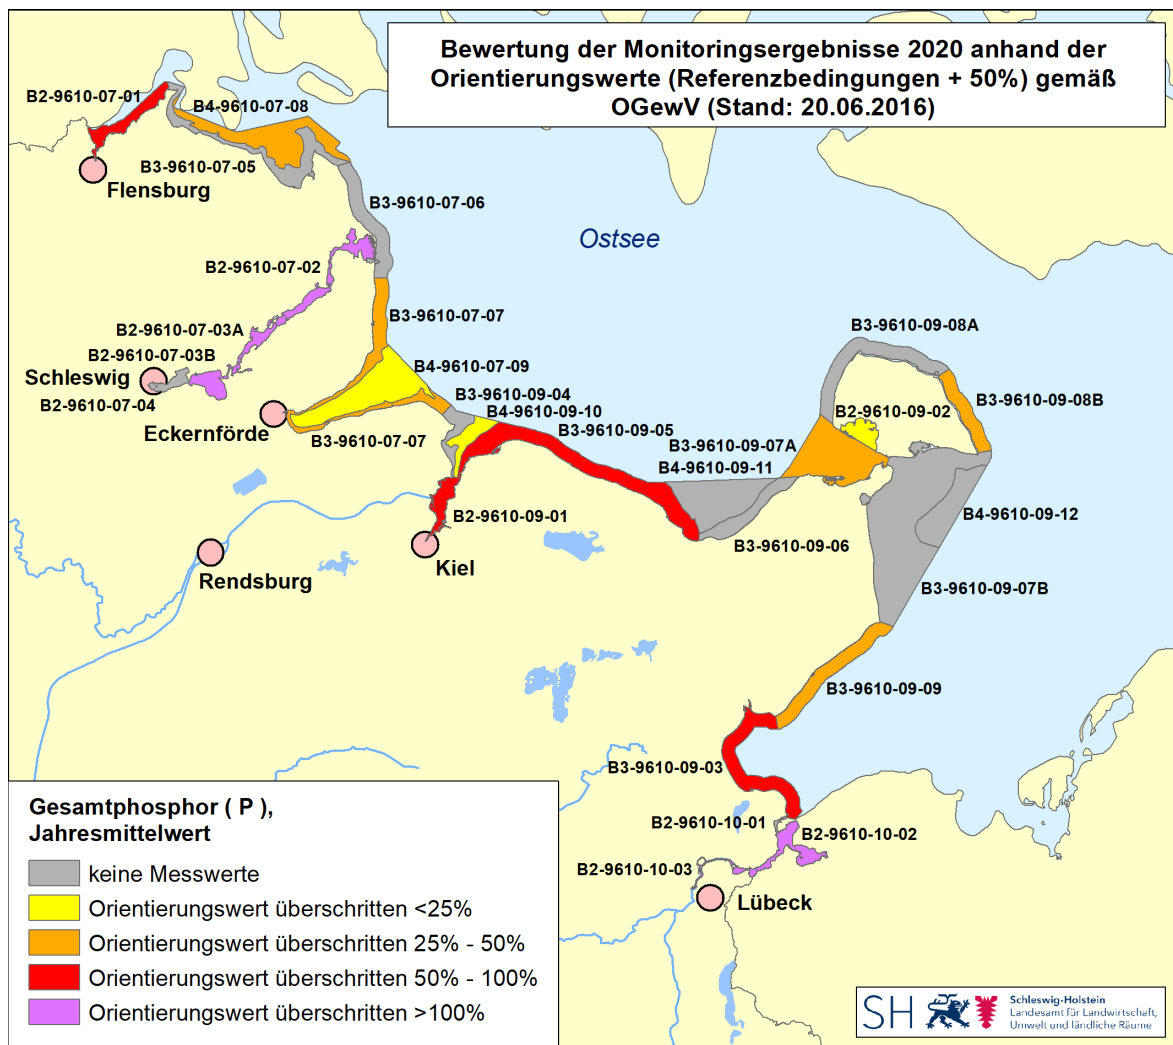 Bewertung der Monitoringsergebnisse 2020 anhand der
Orientierungswerte (Referenzbedingungen + 50%) gemäß
OGewV (Stand: 20.06.2016)
B2-9610-07-01
B4-9610-07-08
B3-9610-07-05
Flensburg
B3-9610-07-06
Ostsee
B2-9610-07-02
B3-9610-07-07
B2-9610-07-03A
B2-9610-07-03B
Schleswig
B2-9610-07-04
B4-9610-07-09
B3-9610-09-04
B4-9610-09-10
B3-9610-09-05
Eckernförde
B3-9610-07-07
B3-9610-09-08A
B3-9610-09-08B
B2-9610-09-02
B3-9610-09-07A
B4-9610-09-11
B2-9610-09-01
B4-9610-09-12
B3-9610-09-06
Kiel
Rendsburg
B3-9610-09-07B
B3-9610-09-09
B3-9610-09-03
B2-9610-10-01
B2-9610-10-02
B2-9610-10-03
Lübeck
Gesamtphosphor ( P ),
Jahresmittelwert
keine Messwerte
Orientierungswert überschritten <25%
Orientierungswert überschritten 25% - 50%
Orientierungswert überschritten 50% - 100%
Orientierungswert überschritten >100%
SH
Schleswig-Holstein
Landesamt für Landwirtschaft,
Umwelt und ländliche Räume